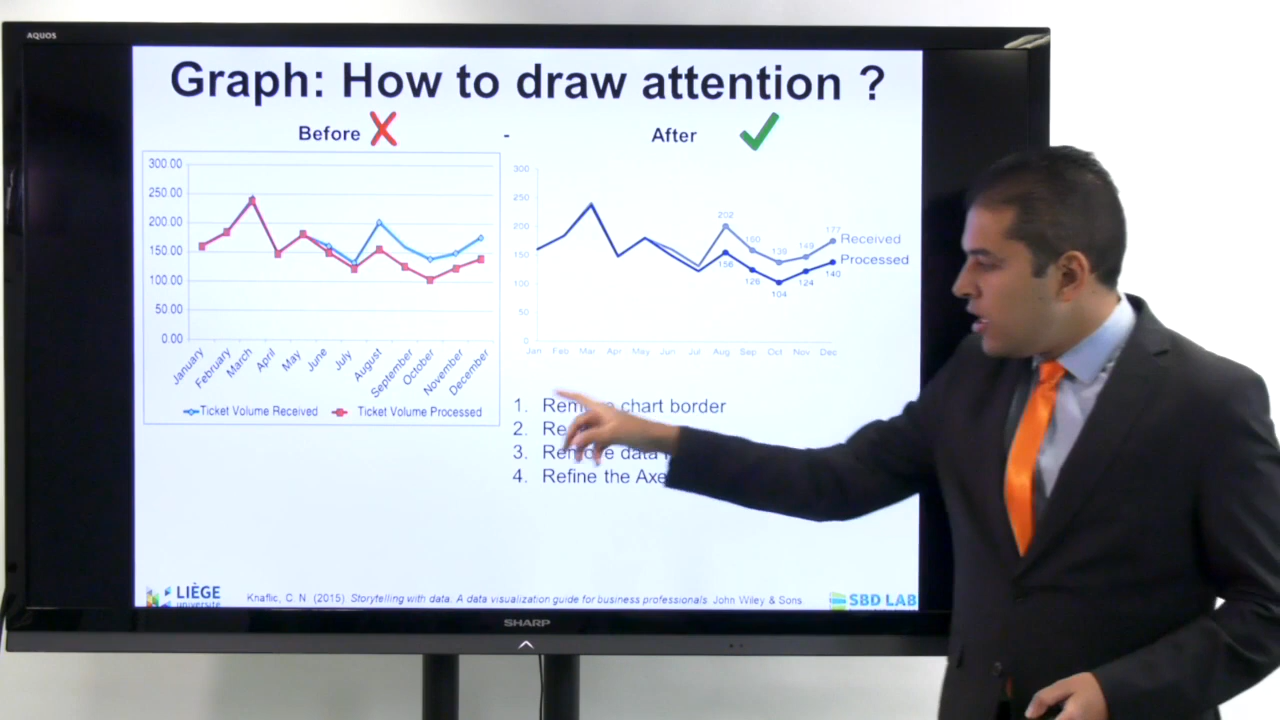 AQUOS
Graph: How to draw attention ?
Before - After
300.00
250.00
200.00
150.00
100.00
50.00
0.00
January February March April May June July August September October November December
Ticket Volume Received Ticket Volume Processed
300
250
200
150
100
50
0
202
160
139
149
177
Received
Processed
156
126
104
124
140
Jan Feb Mar Apr May Jun Jul Aug Sep Oct Nov Dec
1. Remove chart border
2.
3. Remove data
4. Refine the
LIÈGE
université
Knaflic, C. N. (2015) Storytelling with data. A data visualization guide for business professionals. John Wiley & Sons.
SBD LAB
SHARP